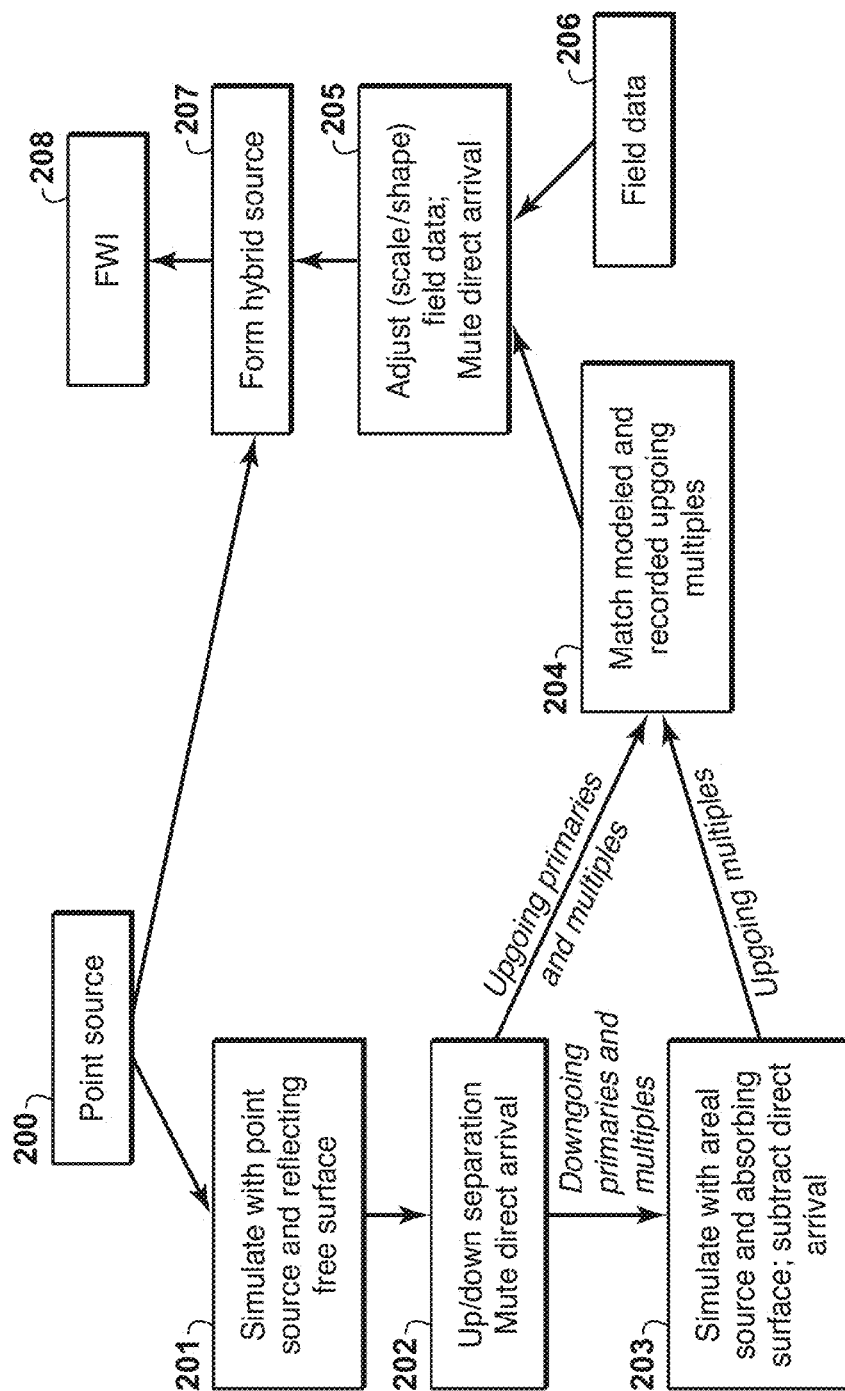 200
Point source
201
Simulate with point
source and reflecting
free surface
202
Up/down separation
Mute direct arrival
Downgoing
primaries and
multiples
203
Simulate with areal
source and absorbing
surface; subtract direct
arrival
Upgoing primaries
and multiples
Upgoing multiples
204
Match modeled and
recorded upgoing
multiples
205
Adjust (scale/shape)
field data;
Mute direct arrival
206
Field data
207
Form hybrid source
208
FWI